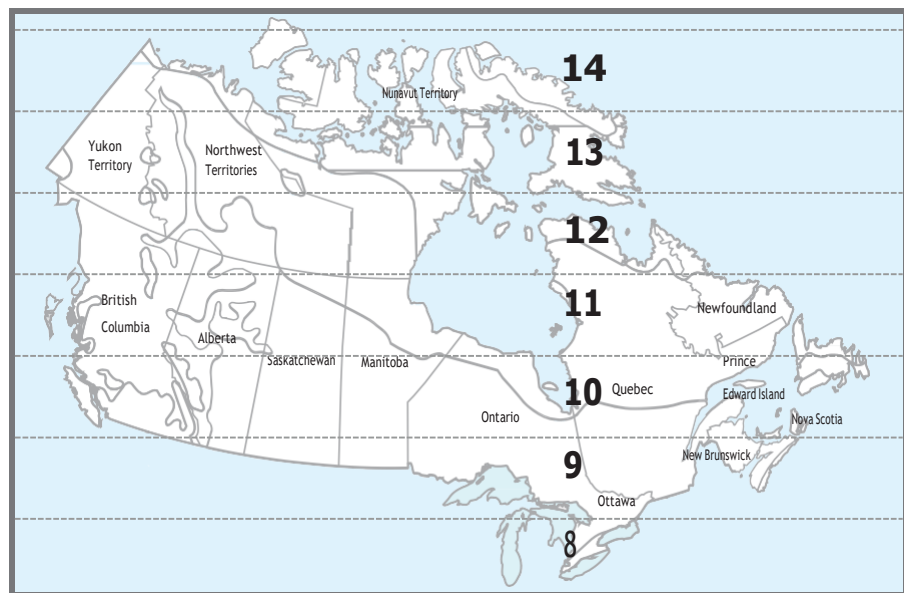 14
Nunavut Territory
13
Yukon
Territory
Northwest
Territories
12
11
British
Columbia
Newfoundland
Alberta
Saskatchewan
Manitoba
Prince
10
Quebec
Edward Island
Ontario
Nova Scotia
9
New Brunswick
Ottawa
8